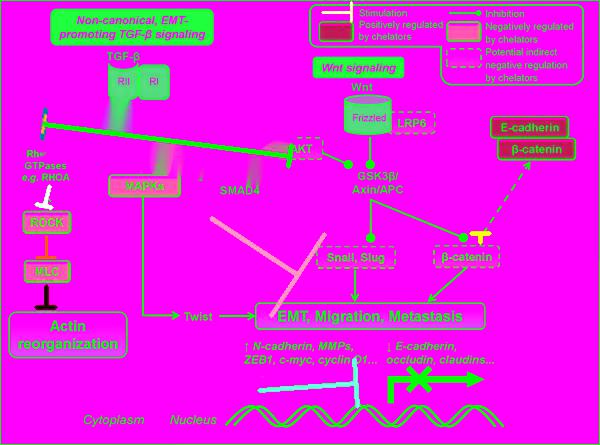 Non-canonical, EMT-
promoting TGF-β signaling
Stimulation
Inhibition
Positively regulated
by chelators
Negatively regulated
by chelators
Potential indirect
negative regulation
by chelators
TGF-β
RII
RI
Wnt signaling
Wnt
Frizzled
LRP6
E-cadherin
β-catenin
AKT
Rho
GTPases
e.g. RHOA
MAPKs
SMAD4
GSK3β/
Axin/APC
ROCK
MLC
Snail, Slug
β-catenin
Actin
reorganization
Twist
EMT, Migration, Metastasis
↑ N-cadherin, MMPs,
ZEB1, c-myc, cyclin D1...
↓ E-cadherin,
occludin, claudins...
Cytoplasm
Nucleus